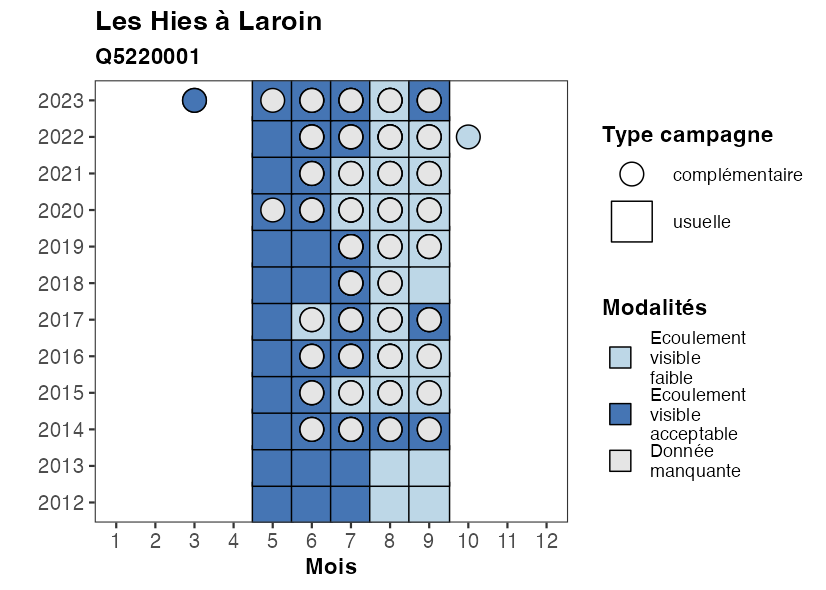 Les Hies à Laroin
Q5220001
2023
2022
2021
2020
2019
2018
2017
2016
2015
2014
2013
2012
1 2 3 4 5 6 7 8 9 10 11 12
Mois
Type campagne
complémentaire
usuelle
Modalités
Ecoulement
visible
faible
Ecoulement
visible
acceptable
Donnée
manquante